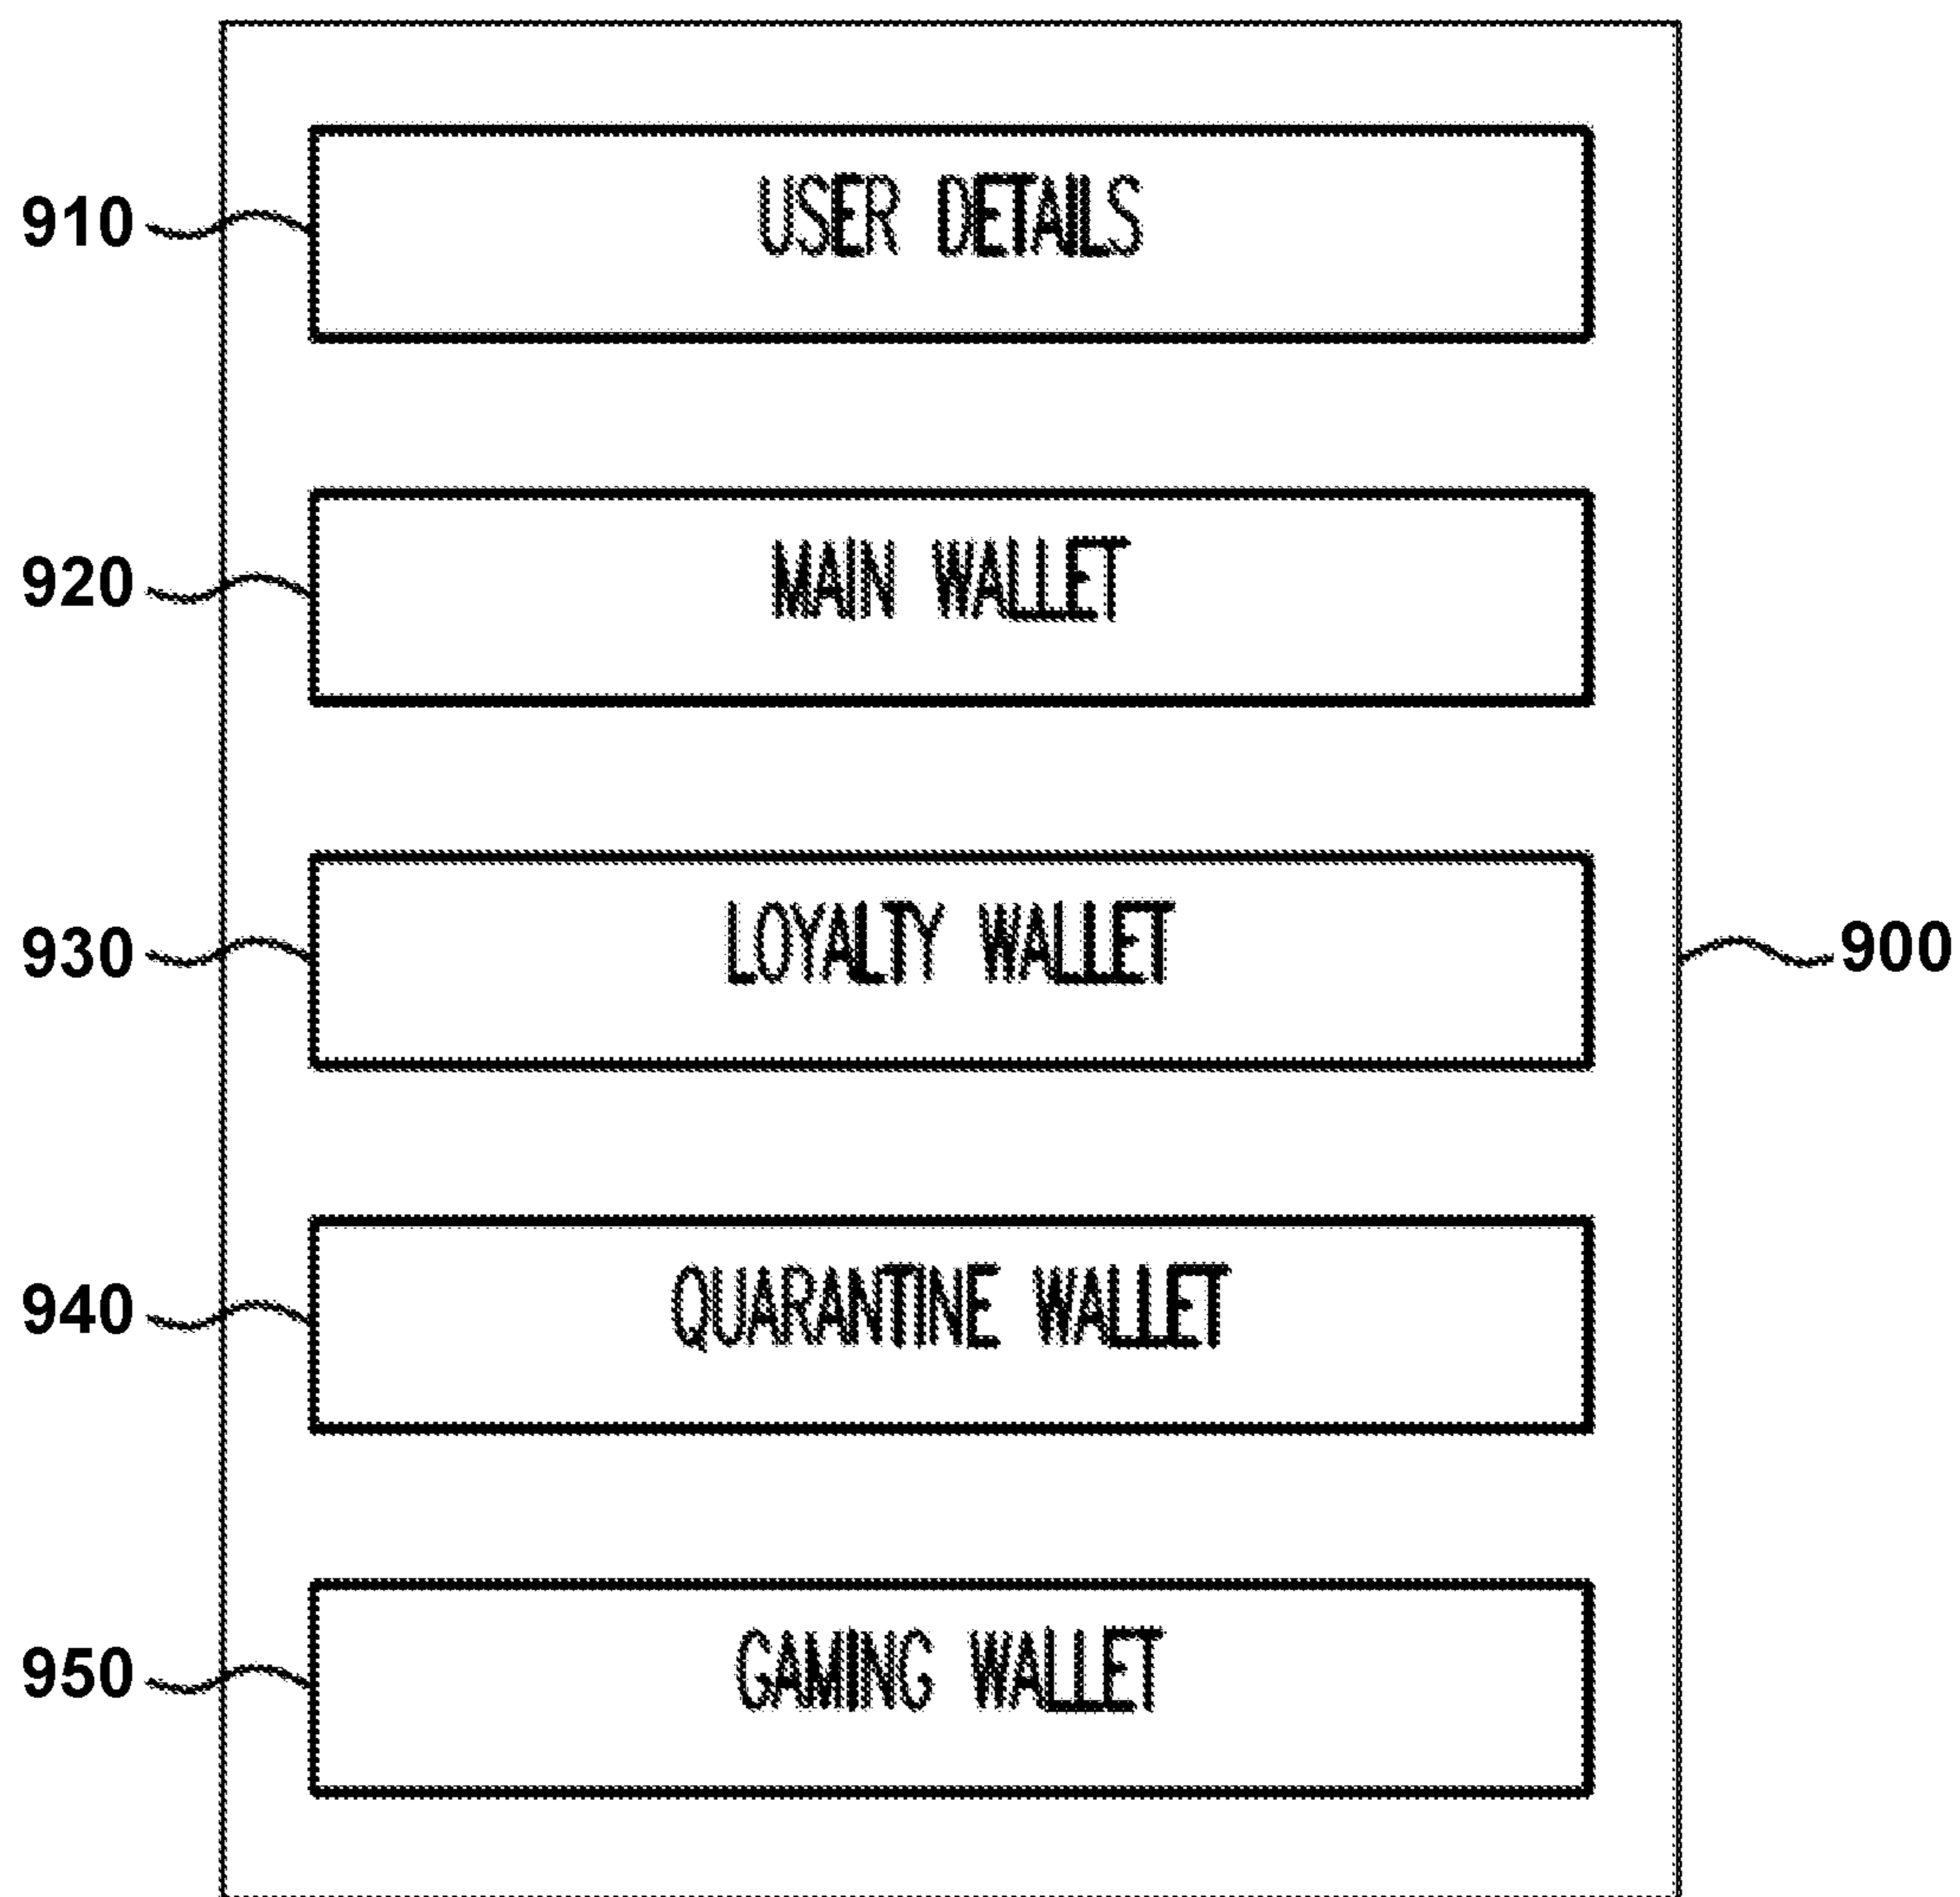 910 USER DETAILS
920 MAIN WALLET
930 LOYALTY WALLET 900
940 QUARANTINE WALLET
950 GAMING WALLET